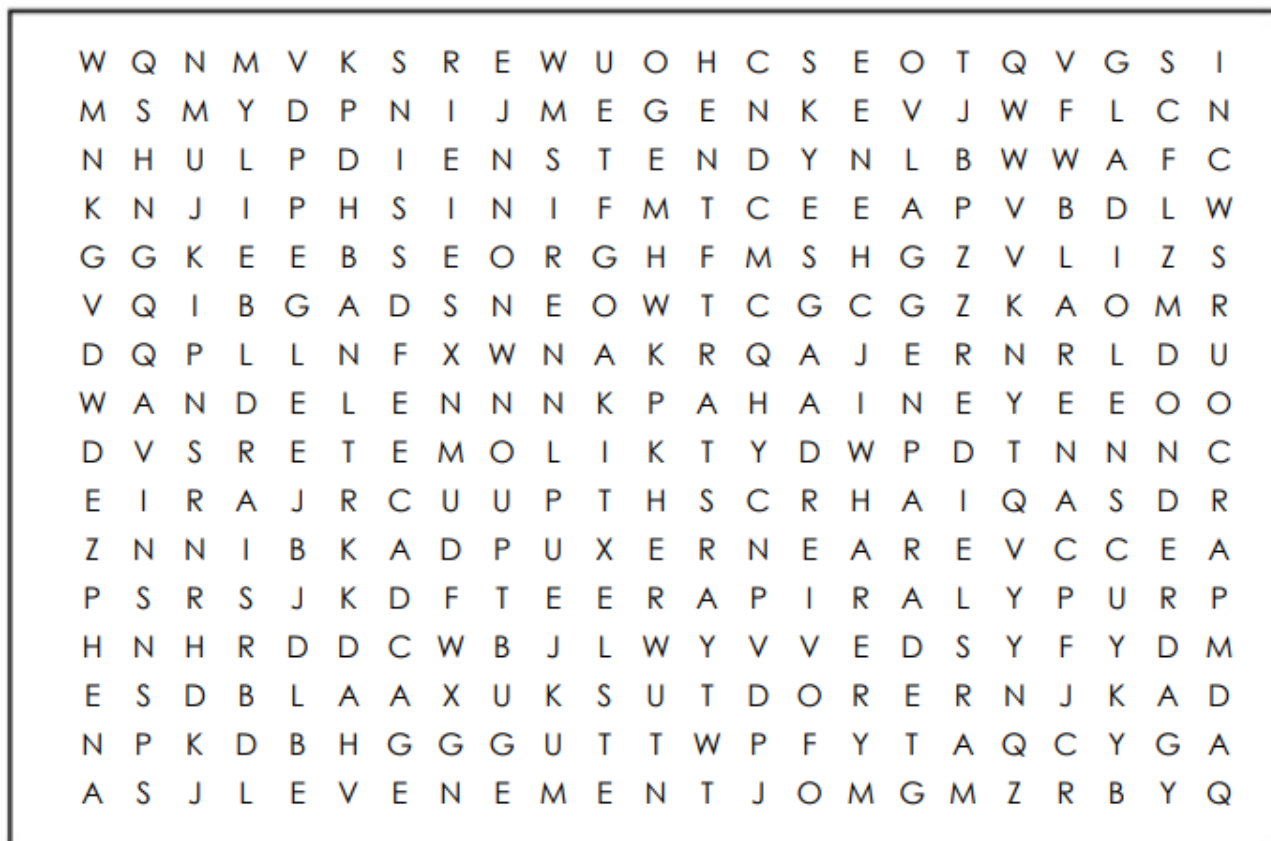 W Q N M V K S R E W U O H C S E O T Q V G S I
M S M Y D P N I J M E G E N K E V J W F L C N
N H U L P D I E N S T E N D Y N L B W W A F C
K N J I P H S I N I F M T C E E A P V B D L W
G G K E E B S E O R G H F M S H G Z V L I Z S
V Q I B G A D S N E O W T C G C G Z K A O M R
D Q P L L N F X W N A K R Q A J E R N R L D U
W A N D E L E N N N K P A H A I N E Y E E O O
D V S R E T E M O L I K T Y D W P D T N N N C
E I R A J R C U U P T H S C R H A I Q A S D R
Z N N I B K A D P U X E R N E A R E V C C E A
P S R S J K D F T E E R A P I R A L Y P U R P
H N H R D D C W B J L W Y V V E D S Y F Y D M
E S D B L A A X U K S U T D O R E R N J K A D
N P K D B H G G G U T T W P F Y T A Q C Y G A
A S J L E V E N E M E N T J O M G M Z R B Y Q